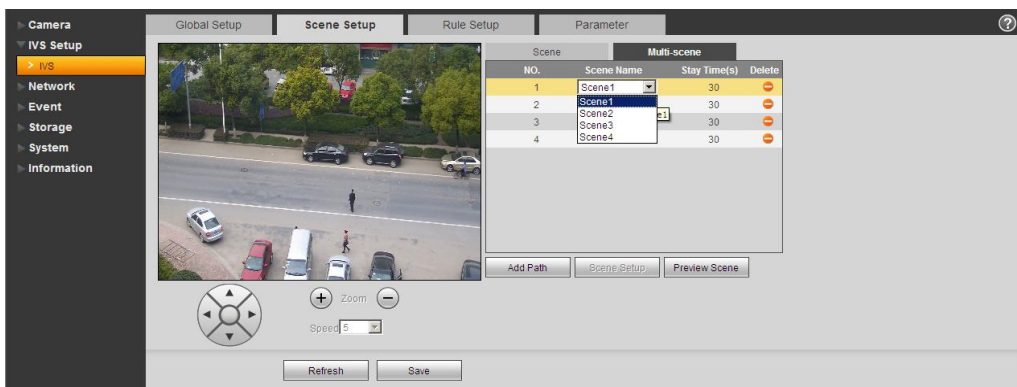 Camera
IVS Setup
> IVS
Network
Event
Storage
System
Information
Global Setup
Scene Setup
Rule Setup
Parameter
?
Scene
Multi-scene
NO. Scene Name Stay Time(s) Delete
1 Scene1 30
2 30
3 30
4 30
Scene1
Scene2
Scene3
Scene4
e1
Add Path
Scene Setup
Preview Scene
+ Zoom −
Speed 5
Refresh
Save